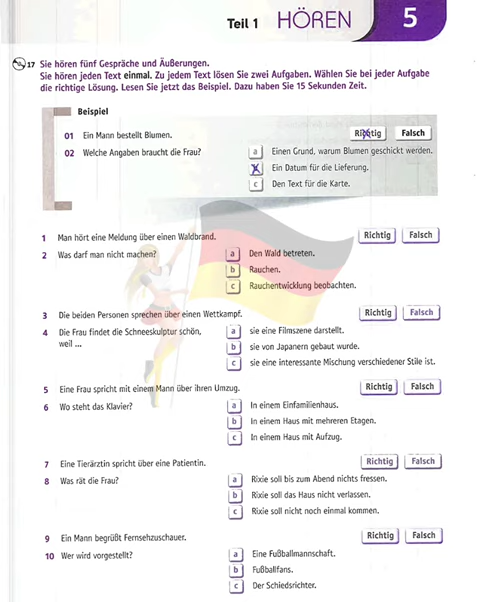 Teil 1 HÖREN 5
17 Sie hören fünf Gespräche und Äußerungen.
Sie hören jeden Text einmal. Zu jedem Text lösen Sie zwei Aufgaben. Wählen Sie bei jeder Aufgabe
die richtige Lösung. Lesen Sie jetzt das Beispiel. Dazu haben Sie 15 Sekunden Zeit.
Beispiel
01 Ein Mann bestellt Blumen. Richtig Falsch
02 Welche Angaben braucht die Frau? a Einen Grund, warum Blumen geschickt werden.
Ein Datum für die Lieferung.
c Den Text für die Karte.
1 Man hört eine Meldung über einen Waldbrand. Richtig Falsch
2 Was darf man nicht machen? a Den Wald betreten.
b Rauchen.
c Rauchentwicklung beobachten.
3 Die beiden Personen sprechen über einen Wettkampf. Richtig Falsch
4 Die Frau findet die Schneeskulptur schön, a sie eine Filmszene darstellt.
weil ... b sie von Japanern gebaut wurde.
c sie eine interessante Mischung verschiedener Stile ist.
5 Eine Frau spricht mit einem Mann über ihren Umzug. Richtig Falsch
6 Wo steht das Klavier? a In einem Einfamilienhaus.
b In einem Haus mit mehreren Etagen.
c In einem Haus mit Aufzug.
7 Eine Tierärztin spricht über eine Patientin. Richtig Falsch
8 Was rät die Frau? a Rixie soll bis zum Abend nichts fressen.
b Rixie soll das Haus nicht verlassen.
c Rixie soll nicht noch einmal kommen.
9 Ein Mann begrüßt Fernsehzuschauer. Richtig Falsch
10 Wer wird vorgestellt? a Eine Fußballmannschaft.
b Fußballfans.
c Der Schiedsrichter.